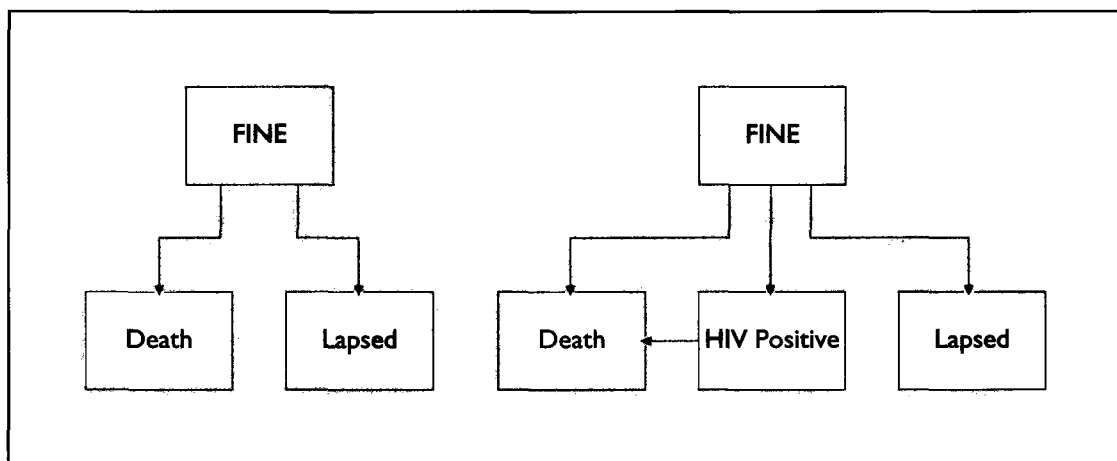 FINE
FINE
Death
Lapsed
Death
HIV Positive
Lapsed